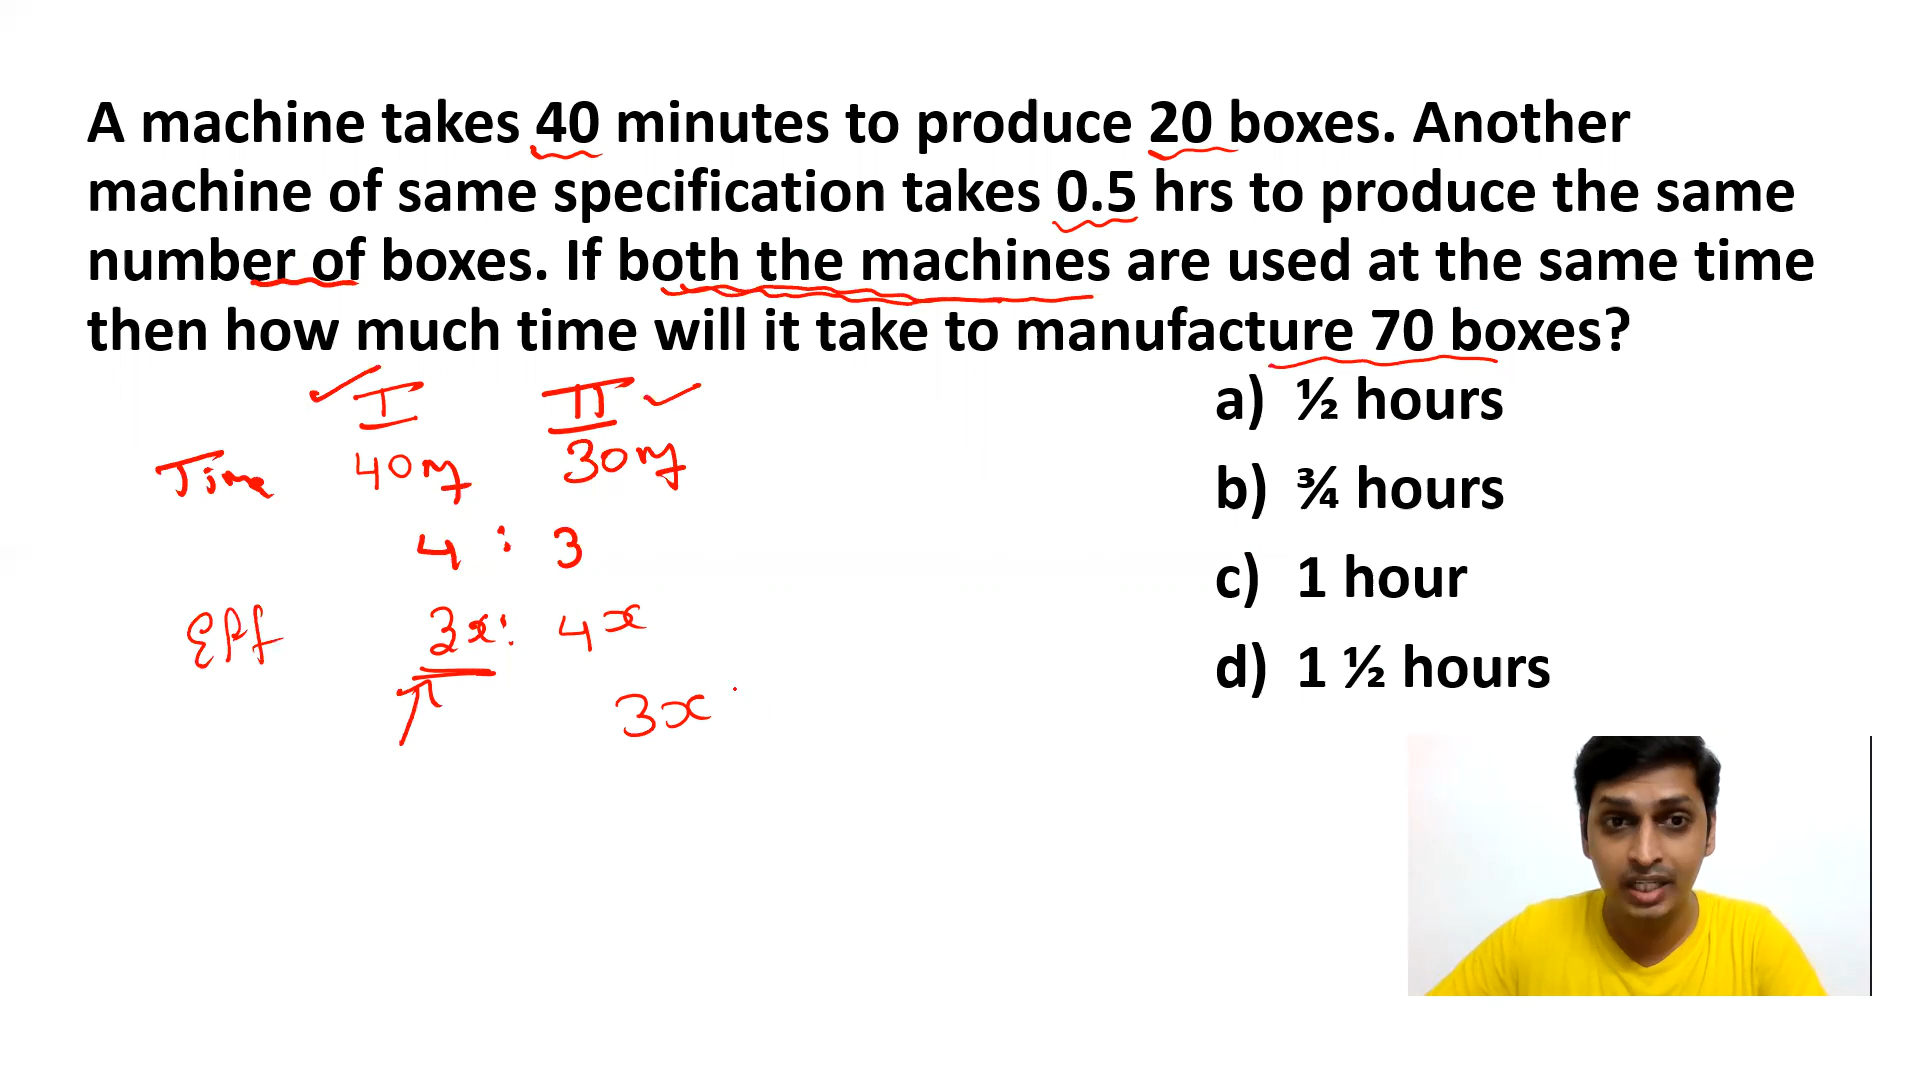 A machine takes 40 minutes to produce 20 boxes. Another
machine of same specification takes 0.5 hrs to produce the same
number of boxes. If both the machines are used at the same time
then how much time will it take to manufacture 70 boxes?
I II
Time 40m 30m
4 : 3
Eff 3x : 4x
3x
a) ½ hours
b) ¾ hours
c) 1 hour
d) 1 ½ hours